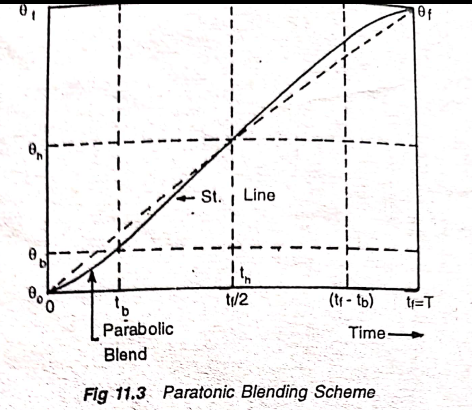 θf
θf
θh
St. Line
θb
θo
th
0
tb
tf/2
(tf - tb)
tf=T
Parabolic
Blend
Time
Fig 11.3 Paratonic Blending Scheme